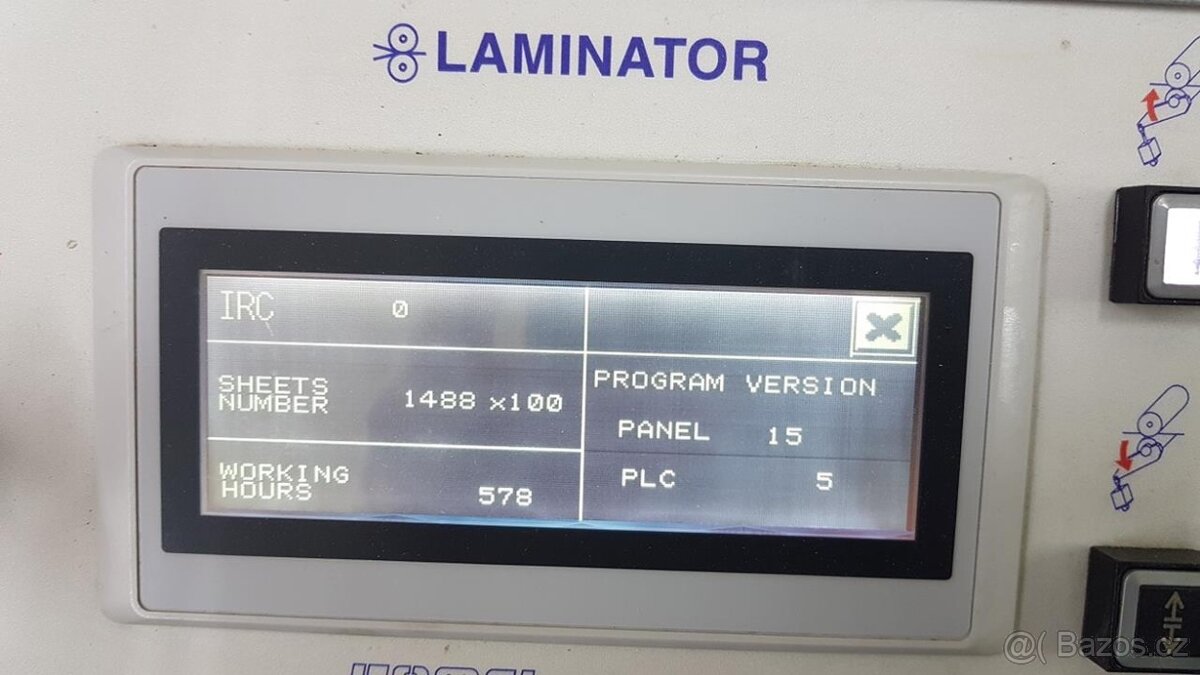 LAMINATOR
IRC 0
SHEETS
NUMBER 1488 x100
WORKING
HOURS 578
PROGRAM VERSION
PANEL 15
PLC 5
@( Bazos.cz